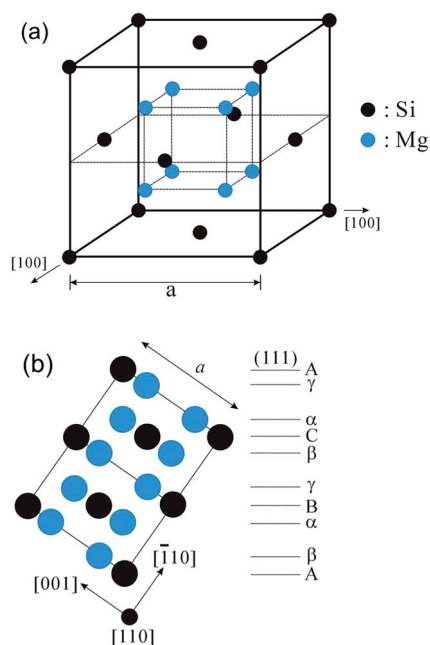 (a)
: Si
: Mg
[100]
[100]
a
(b)
a
(111)
A
γ
α
C
β
γ
B
α
β
A
[001]
[1̄10]
[110]